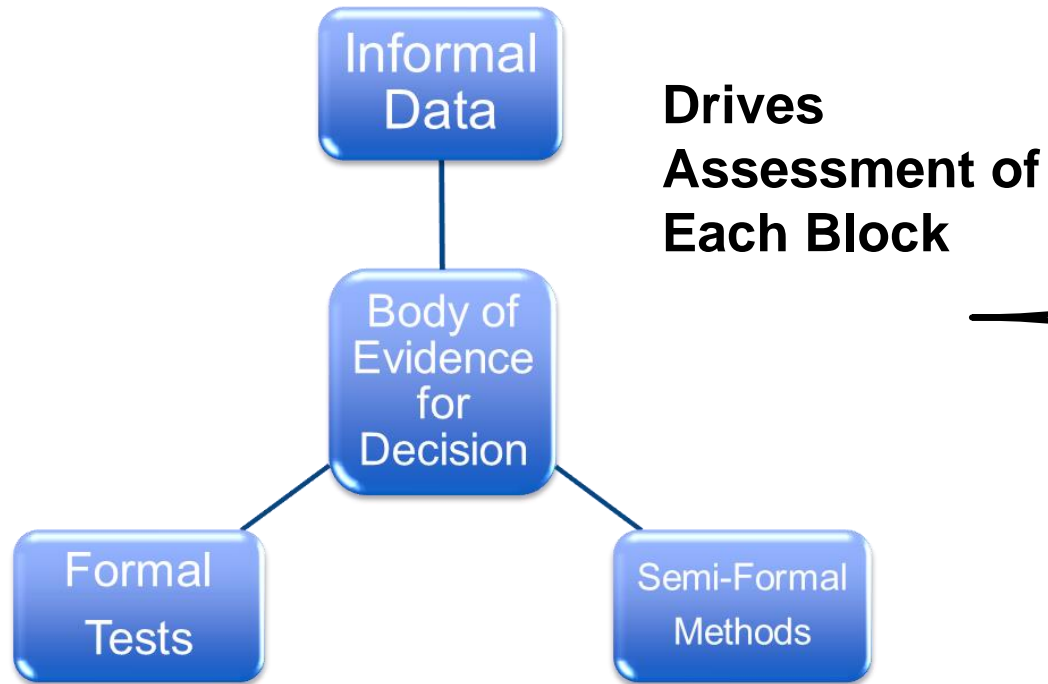 Informal
Data
Drives
Assessment of
Each Block
Body of
Evidence
for
Decision
Formal
Tests
Semi-Formal
Methods